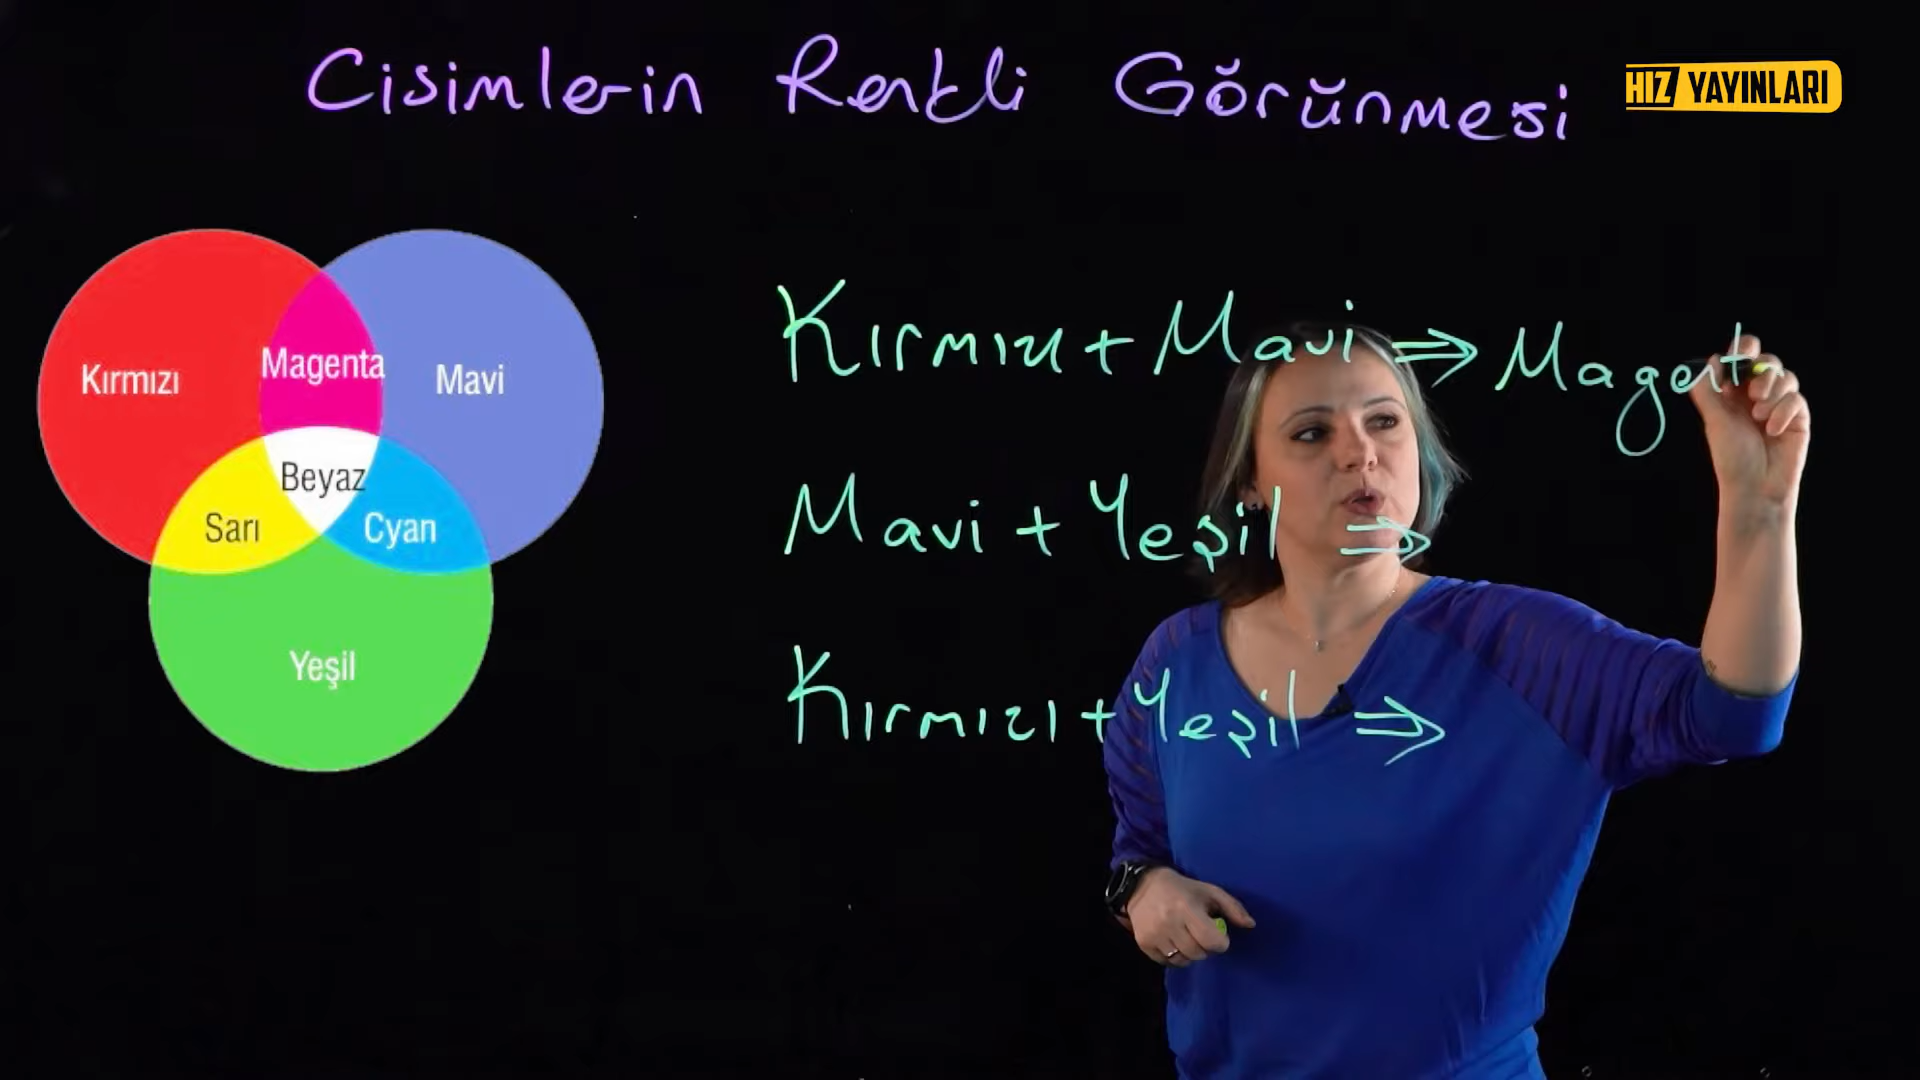 Cisimlerin Renkli Görünmesi
HIZ YAYINLARI
Kırmızı
Magenta
Mavi
Beyaz
Sarı
Cyan
Yeşil
Kırmızı + Mavi ⇒ Magenta
Mavi + Yeşil ⇒
Kırmızı + Yeşil ⇒